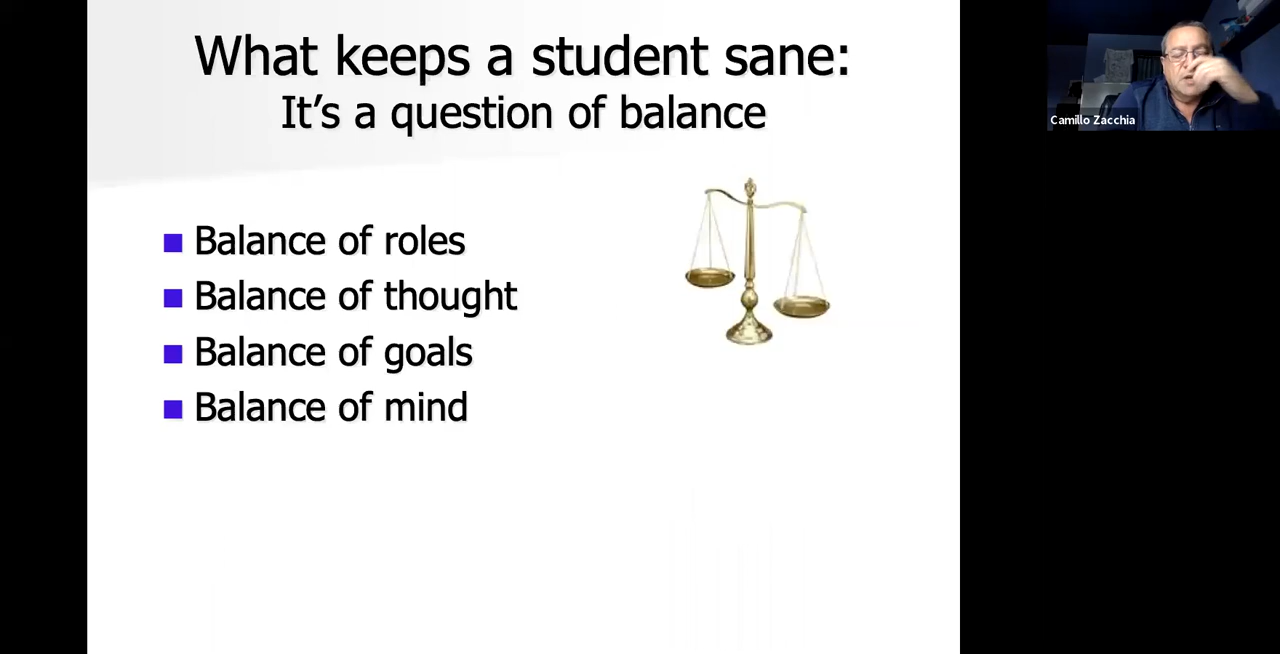 What keeps a student sane:
It’s a question of balance
Balance of roles
Balance of thought
Balance of goals
Balance of mind
Camillo Zacchia